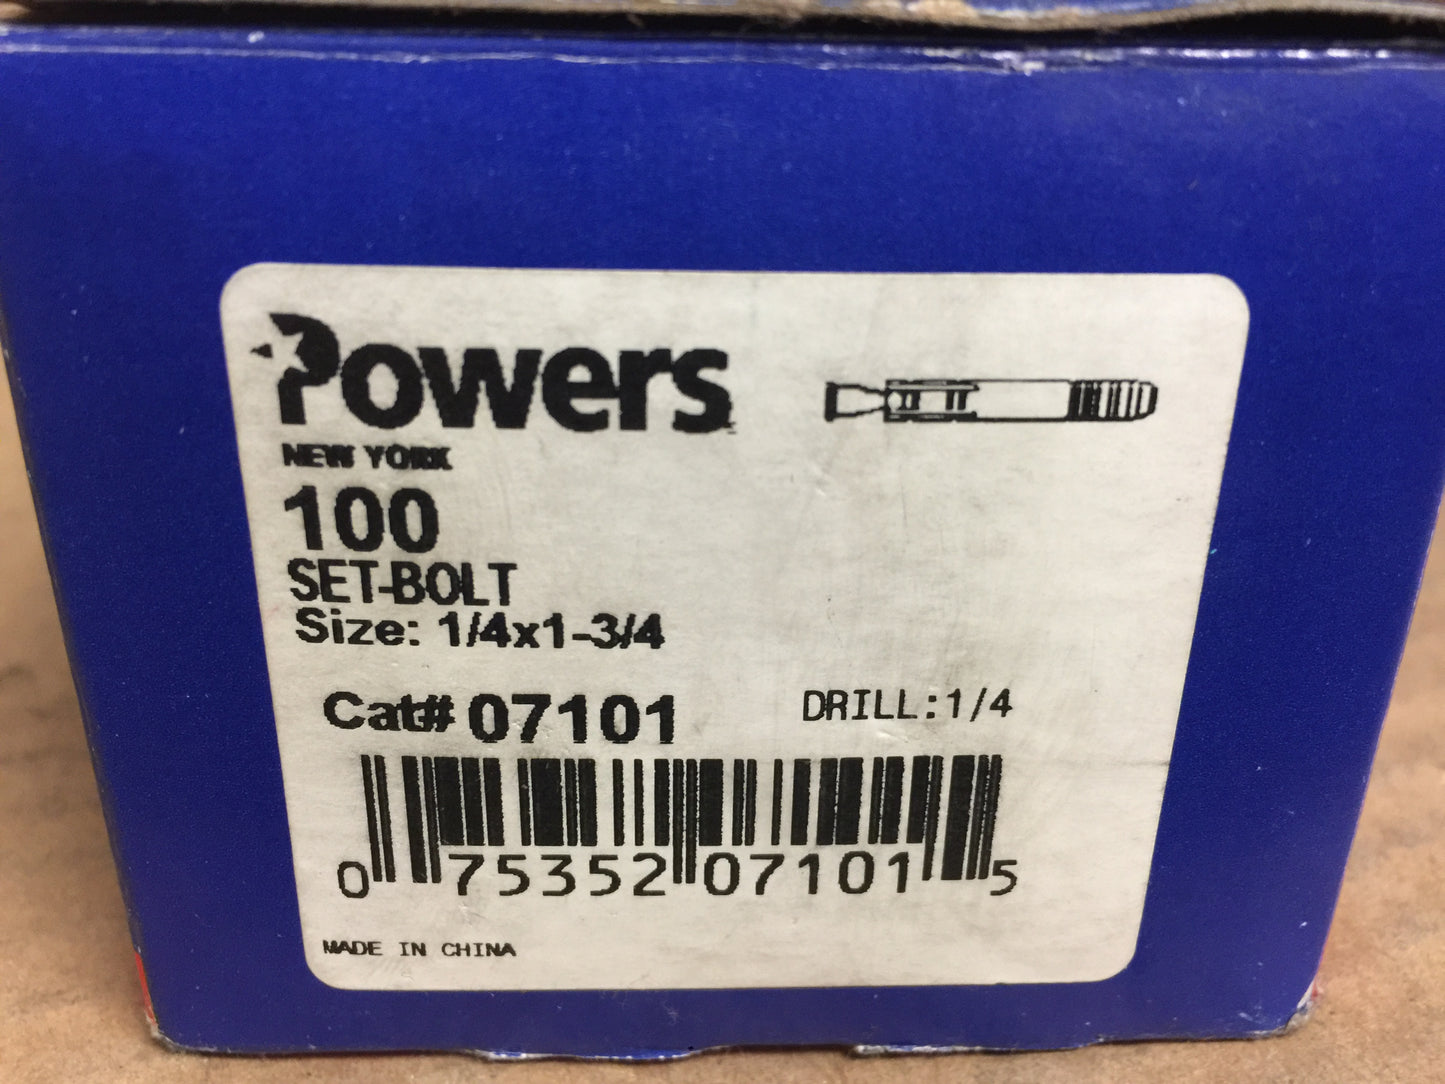 Powers
NEW YORK
100
SET-BOLT
Size: 1/4x1-3/4
Cat# 07101 DRILL:1/4
0 75352 07101 5
MADE IN CHINA